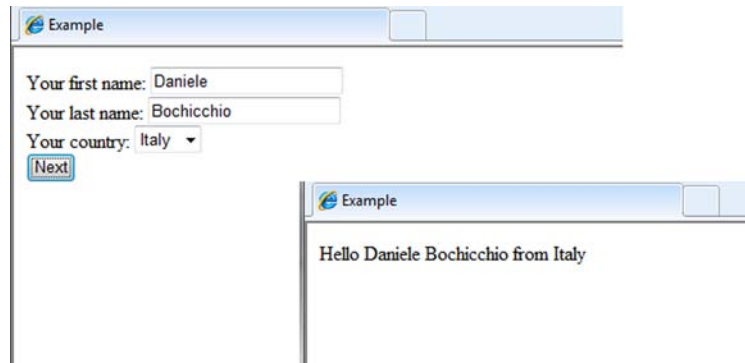 Example
Your first name: Daniele
Your last name: Bochicchio
Your country: Italy
Next
Example
Hello Daniele Bochicchio from Italy